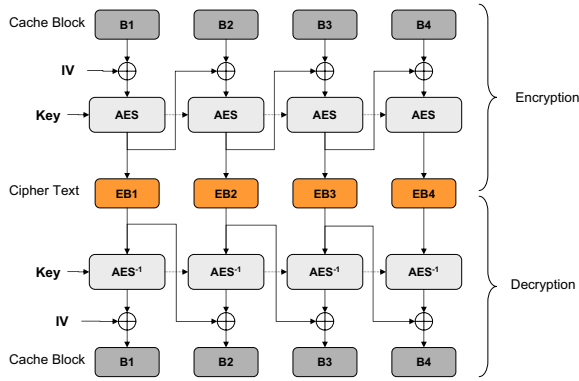 Cache Block B1 B2 B3 B4
IV
Key AES AES AES AES
Encryption
Cipher Text EB1 EB2 EB3 EB4
Key AES-1 AES-1 AES-1 AES-1
Decryption
IV
Cache Block B1 B2 B3 B4